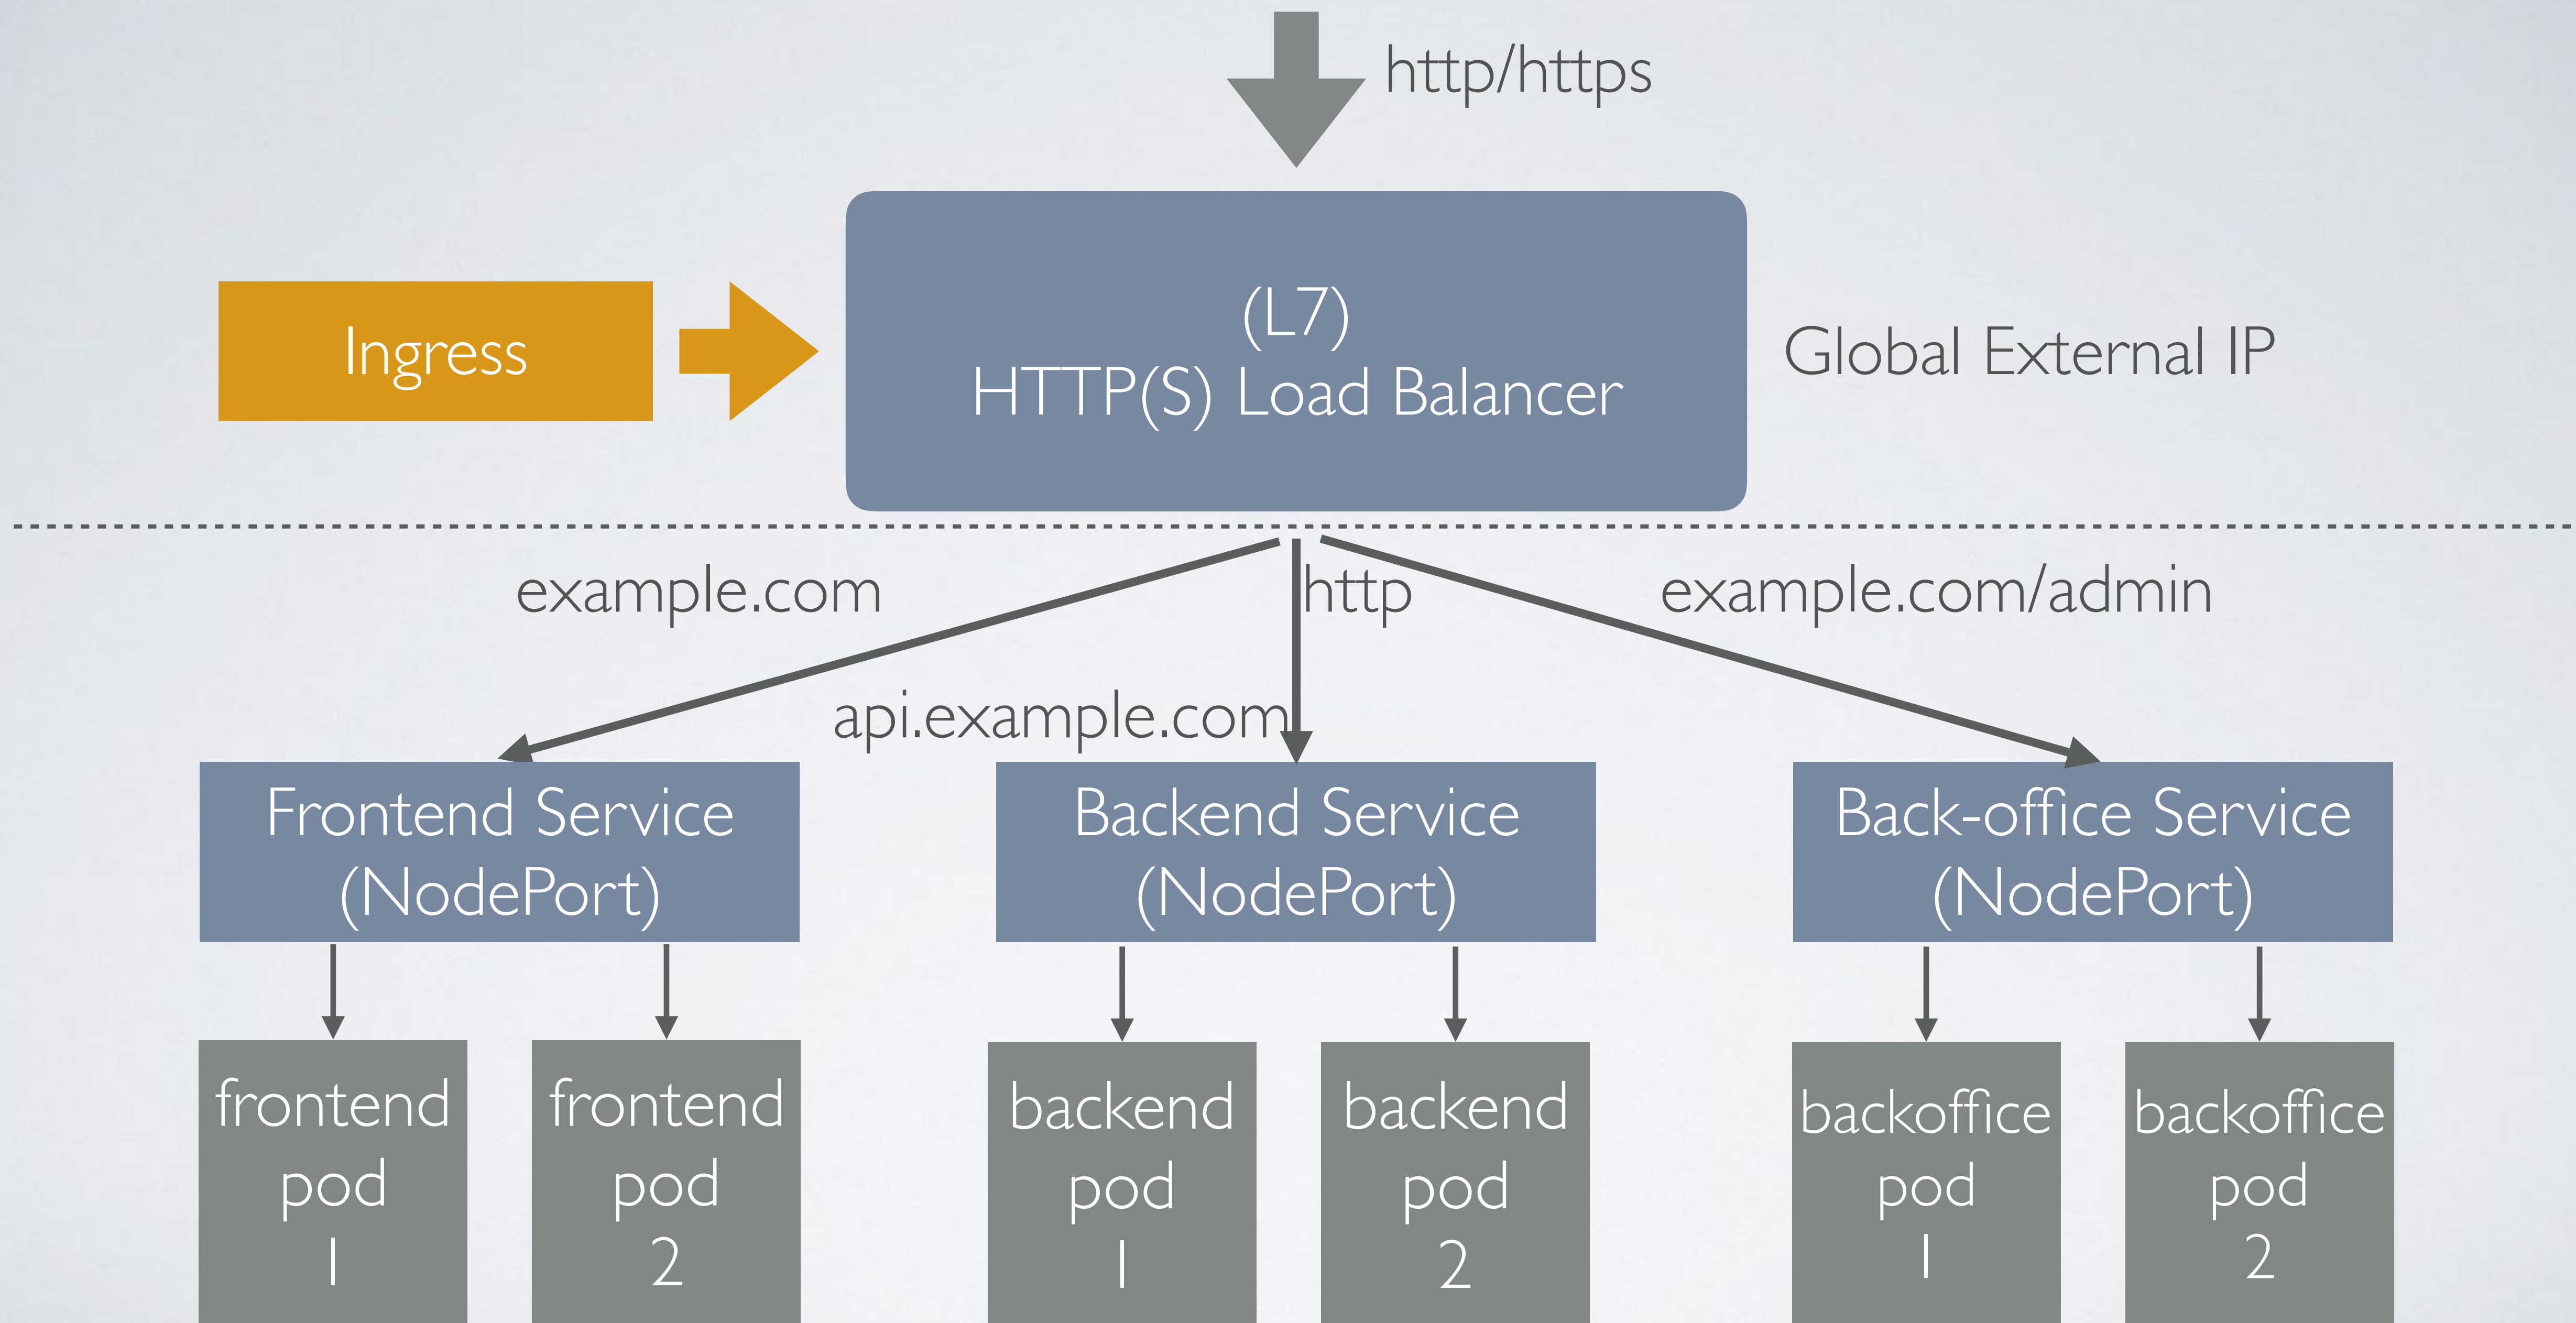 http/https
Ingress
(L7)
HTTP(S) Load Balancer
Global External IP
example.com
http
example.com/admin
api.example.com
Frontend Service
(NodePort)
Backend Service
(NodePort)
Back-office Service
(NodePort)
frontend
pod
1
frontend
pod
2
backend
pod
1
backend
pod
2
backoffice
pod
1
backoffice
pod
2